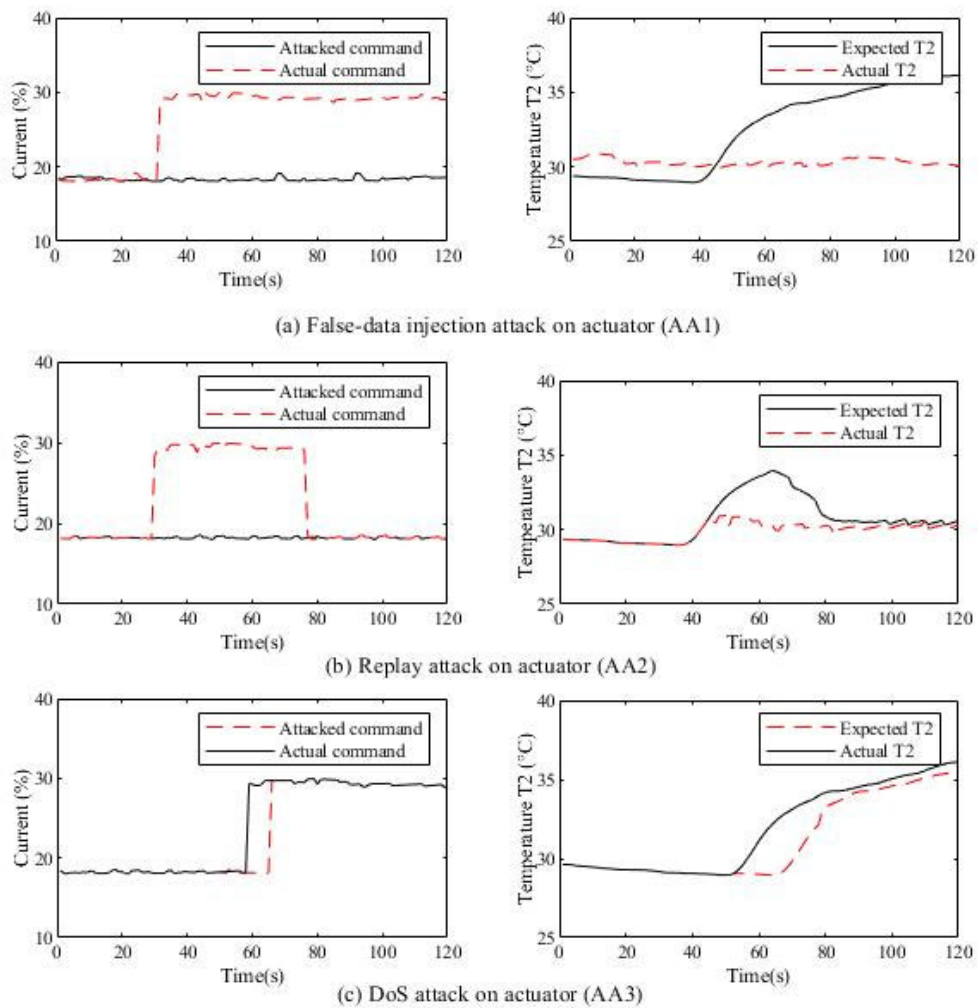 40
30
20
10
Current (%)
Attacked command
Actual command
0 20 40 60 80 100 120
Time(s)
40
35
30
25
Temperature T2 (°C)
Expected T2
Actual T2
0 20 40 60 80 100 120
Time(s)
(a) False-data injection attack on actuator (AA1)
40
30
20
10
Current (%)
Attacked command
Actual command
0 20 40 60 80 100 120
Time(s)
40
35
30
25
Temperature T2 (°C)
Expected T2
Actual T2
0 20 40 60 80 100 120
Time(s)
(b) Replay attack on actuator (AA2)
40
30
20
10
Current (%)
Attacked command
Actual command
0 20 40 60 80 100 120
Time(s)
40
35
30
25
Temperature T2 (°C)
Expected T2
Actual T2
0 20 40 60 80 100 120
Time(s)
(c) DoS attack on actuator (AA3)